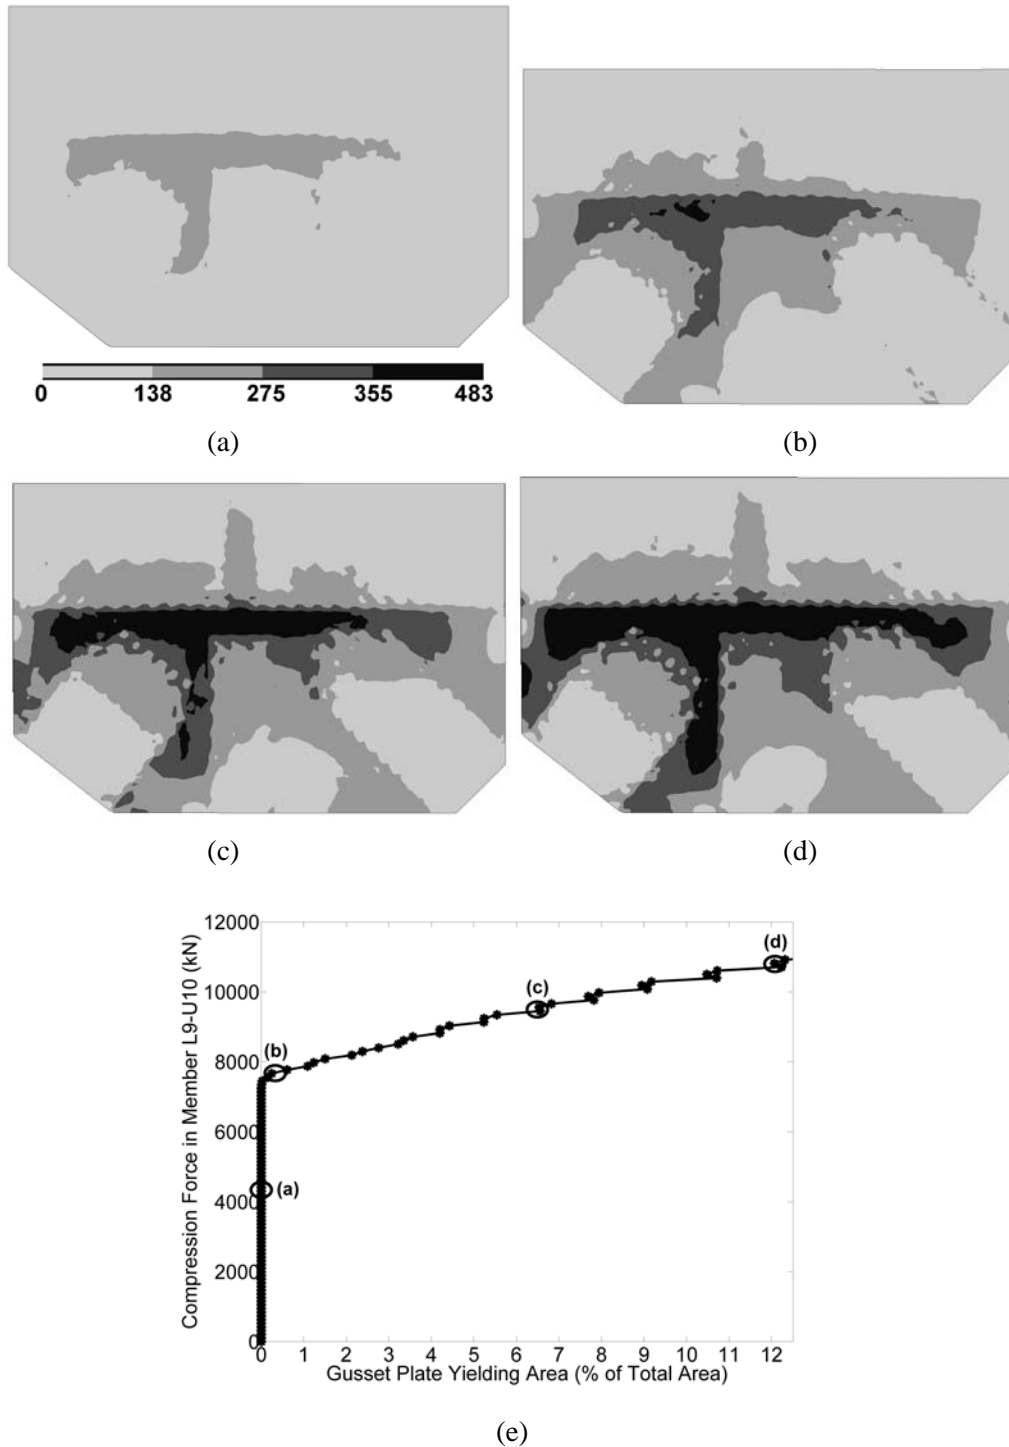 0 138 275 355 483
(a) (b)
(c) (d)
12000
10000
8000
6000
4000
2000
0
Compression Force in Member L9-U10 (kN)
(d)
(c)
(b)
(a)
0 1 2 3 4 5 6 7 8 9 10 11 12
Gusset Plate Yielding Area (% of Total Area)
(e)